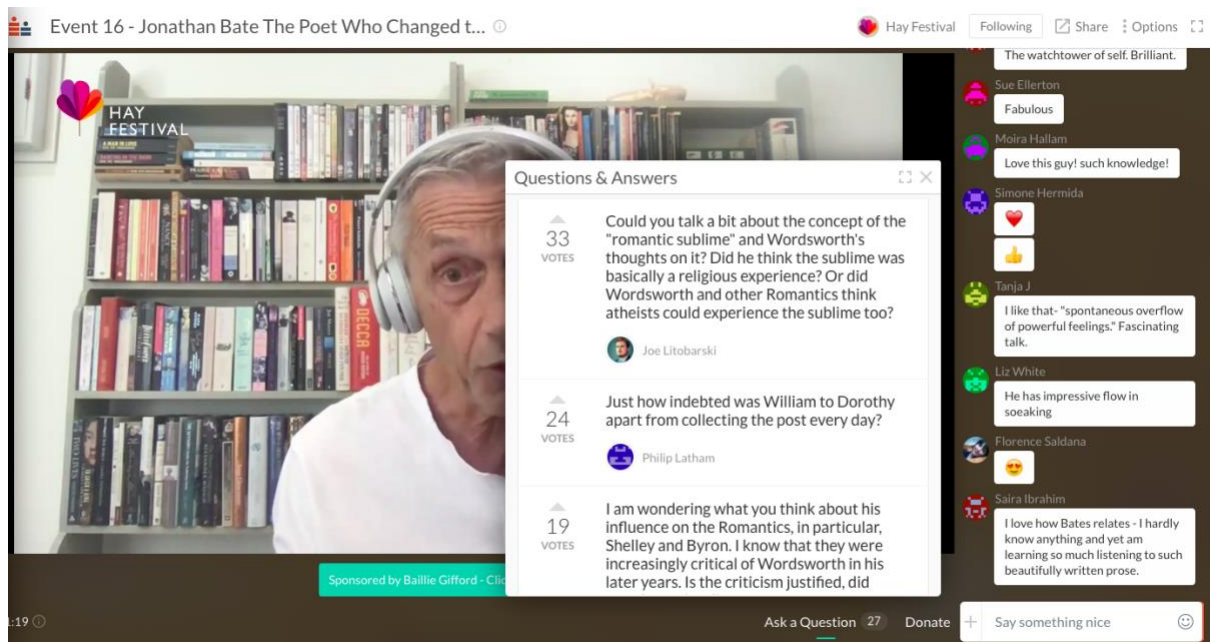 Event 16 - Jonathan Bate The Poet Who Changed t...
Hay Festival
Following
Share
Options
HAY
FESTIVAL
DECCA
Questions & Answers
33
VOTES
Could you talk a bit about the concept of the
"romantic sublime" and Wordsworth's
thoughts on it? Did he think the sublime was
basically a religious experience? Or did
Wordsworth and other Romantics think
atheists could experience the sublime too?
Joe Litobarski
24
VOTES
Just how indebted was William to Dorothy
apart from collecting the post every day?
Philip Latham
19
VOTES
I am wondering what you think about his
influence on the Romantics, in particular,
Shelley and Byron. I know that they were
increasingly critical of Wordsworth in his
later years. Is the criticism justified, did
Sponsored by Baillie Gifford - Clic
:19
Ask a Question 27
Donate
The watchtower of self. Brilliant.
Sue Ellerton
Fabulous
Moira Hallam
Love this guy! such knowledge!
Simone Hermida
❤️
👍
Tanja J
I like that- "spontaneous overflow
of powerful feelings." Fascinating
talk.
Liz White
He has impressive flow in
soeaking
Florence Saldana
😍
Saira Ibrahim
I love how Bates relates - I hardly
know anything and yet am
learning so much listening to such
beautifully written prose.
Say something nice